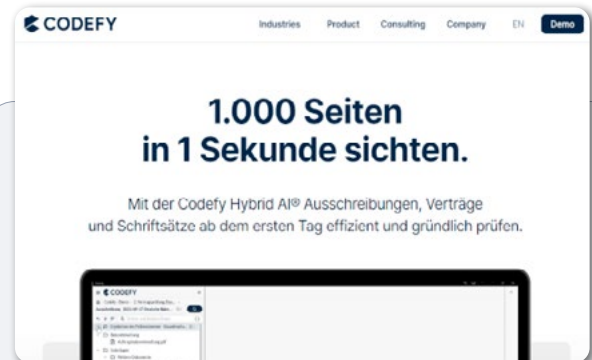 CODEFY
Industries Product Consulting Company EN Demo
1.000 Seiten
in 1 Sekunde sichten.
Mit der Codefy Hybrid AI® Ausschreibungen, Verträge
und Schriftsätze ab dem ersten Tag effizient und gründlich prüfen.
CODEFY